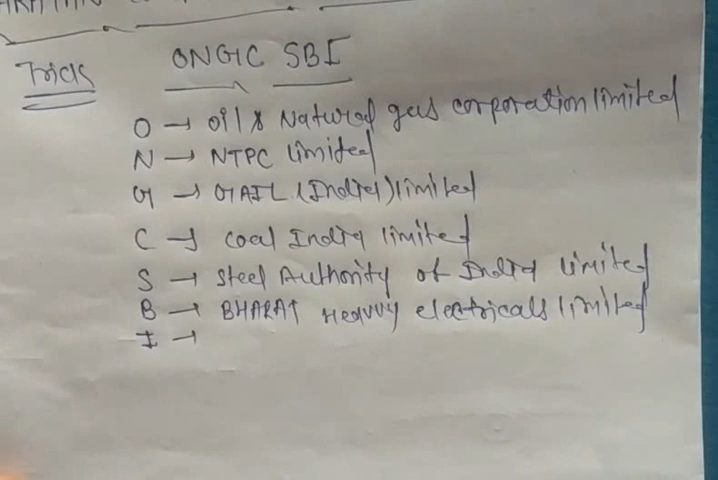 Trick
ONGC SBI
O → Oil & Natural gas corporation limited
N → NTPC limited
G → GAIL (India) limited
C → coal India limited
S → Steel Authority of India limited
B → BHARAT Heavvy electricals limited
I →